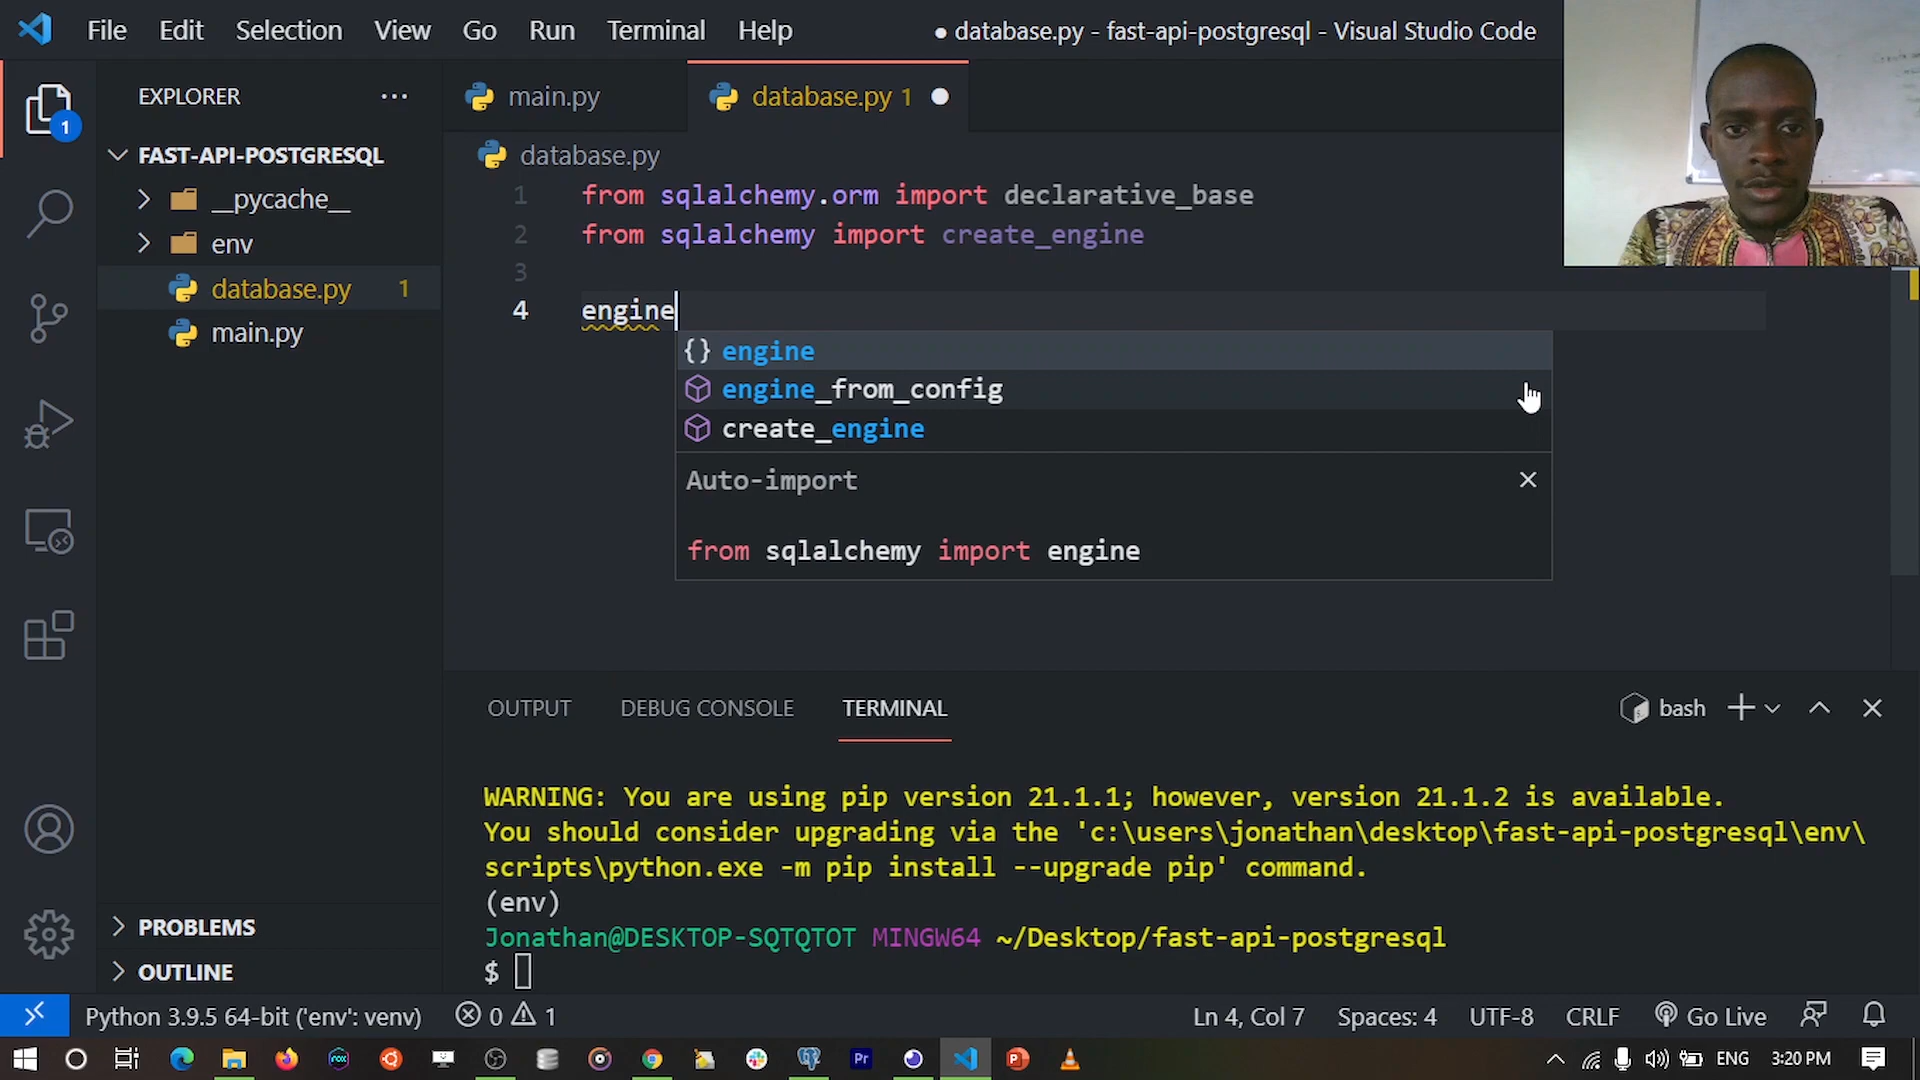 File Edit Selection View Go Run Terminal Help
● database.py - fast-api-postgresql - Visual Studio Code
EXPLORER ···
main.py
database.py 1 ●
1
FAST-API-POSTGRESQL
__pycache__
env
database.py 1
main.py
PROBLEMS
OUTLINE
database.py
1 from sqlalchemy.orm import declarative_base
2 from sqlalchemy import create_engine
3
4 engine
{} engine
engine_from_config
create_engine
Auto-import
from sqlalchemy import engine
OUTPUT DEBUG CONSOLE TERMINAL
bash
WARNING: You are using pip version 21.1.1; however, version 21.1.2 is available.
You should consider upgrading via the 'c:\users\jonathan\desktop\fast-api-postgresql\env\
scripts\python.exe -m pip install --upgrade pip' command.
(env)
Jonathan@DESKTOP-SQTQTOT MINGW64 ~/Desktop/fast-api-postgresql
$
Python 3.9.5 64-bit ('env': venv) 0 1
Ln 4, Col 7 Spaces: 4 UTF-8 CRLF Go Live
nox
Pr
ENG 3:20 PM